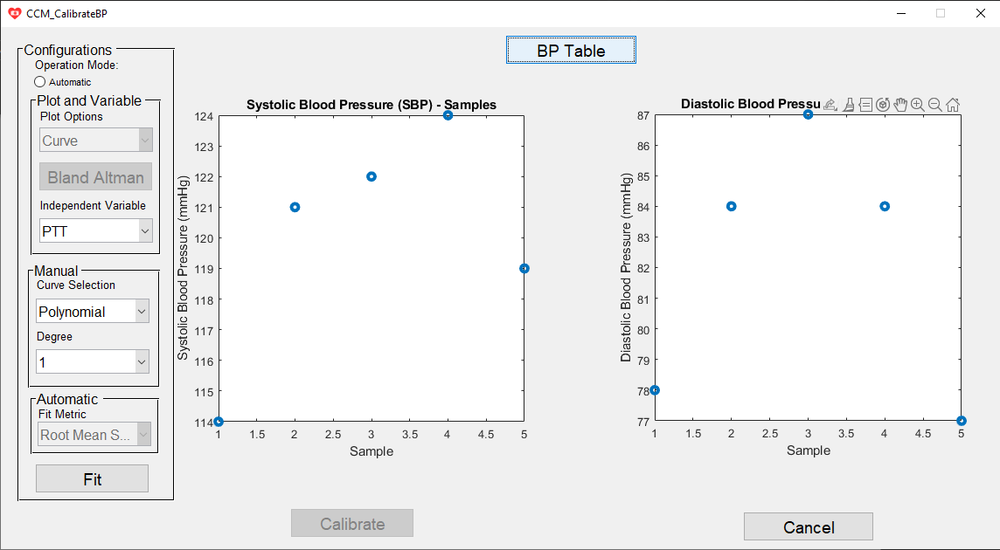 CCM_CalibrateBP
Configurations
Operation Mode:
Automatic
Plot and Variable
Plot Options
Curve
Bland Altman
Independent Variable
PTT
Manual
Curve Selection
Polynomial
Degree
1
Automatic
Fit Metric
Root Mean S...
Fit
BP Table
Systolic Blood Pressure (SBP) - Samples
Systolic Blood Pressure (mmHg)
124
123
122
121
120
119
118
117
116
115
114
1 1.5 2 2.5 3 3.5 4 4.5 5
Sample
Diastolic Blood Pressu
Diastolic Blood Pressure (mmHg)
87
86
85
84
83
82
81
80
79
78
77
1 1.5 2 2.5 3 3.5 4 4.5 5
Sample
Calibrate
Cancel